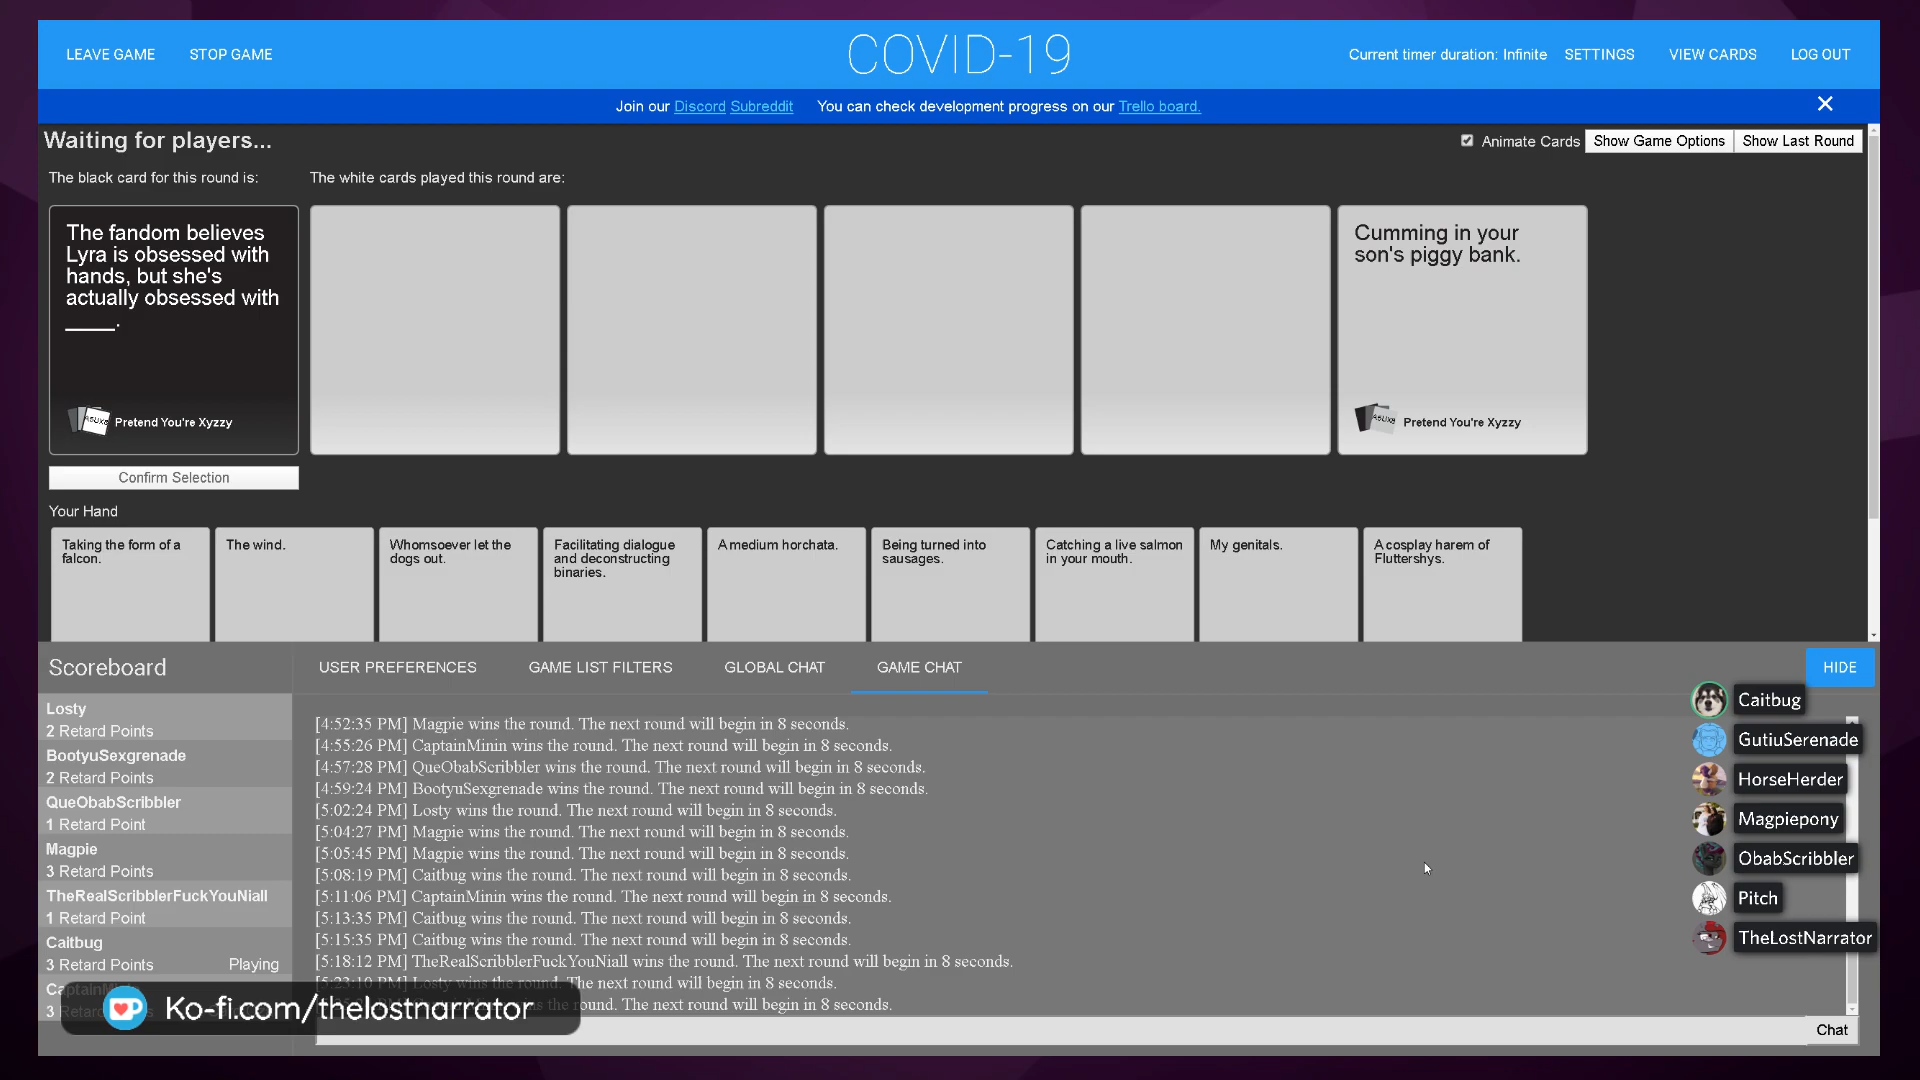 LEAVE GAME STOP GAME COVID-19 Current timer duration: Infinite SETTINGS VIEW CARDS LOG OUT
Join our Discord Subreddit You can check development progress on our Trello board.
Waiting for players...
Animate Cards Show Game Options Show Last Round
The black card for this round is: The white cards played this round are:
The fandom believes
Lyra is obsessed with
hands, but she's
actually obsessed with
_____.
Pretend You're Xyzzy
Cumming in your
son's piggy bank.
Pretend You're Xyzzy
Confirm Selection
Your Hand
Taking the form of a
falcon.
The wind.
Whomsoever let the
dogs out.
Facilitating dialogue
and deconstructing
binaries.
A medium horchata.
Being turned into
sausages.
Catching a live salmon
in your mouth.
My genitals.
A cosplay harem of
Fluttershys.
Scoreboard
USER PREFERENCES GAME LIST FILTERS GLOBAL CHAT GAME CHAT HIDE
Losty
2 Retard Points
BootyuSexgrenade
2 Retard Points
QueObabScribbler
1 Retard Point
Magpie
3 Retard Points
TheRealScribblerFuckYouNiall
1 Retard Point
Caitbug
3 Retard Points Playing
[4:52:35 PM] Magpie wins the round. The next round will begin in 8 seconds.
[4:55:26 PM] CaptainMinin wins the round. The next round will begin in 8 seconds.
[4:57:28 PM] QueObabScribbler wins the round. The next round will begin in 8 seconds.
[4:59:24 PM] BootyuSexgrenade wins the round. The next round will begin in 8 seconds.
[5:02:24 PM] Losty wins the round. The next round will begin in 8 seconds.
[5:04:27 PM] Magpie wins the round. The next round will begin in 8 seconds.
[5:05:45 PM] Magpie wins the round. The next round will begin in 8 seconds.
[5:08:19 PM] Caitbug wins the round. The next round will begin in 8 seconds.
[5:11:06 PM] CaptainMinin wins the round. The next round will begin in 8 seconds.
[5:13:35 PM] Caitbug wins the round. The next round will begin in 8 seconds.
[5:15:35 PM] Caitbug wins the round. The next round will begin in 8 seconds.
[5:18:12 PM] TheRealScribblerFuckYouNiall wins the round. The next round will begin in 8 seconds.
[5:23:10 PM] Losty wins the round. The next round will begin in 8 seconds.
round. The next round will begin in 8 seconds.
Ko-fi.com/thelostnarrator
Chat
Caitbug
GutiuSerenade
HorseHerder
Magpiepony
ObabScribbler
Pitch
TheLostNarrator